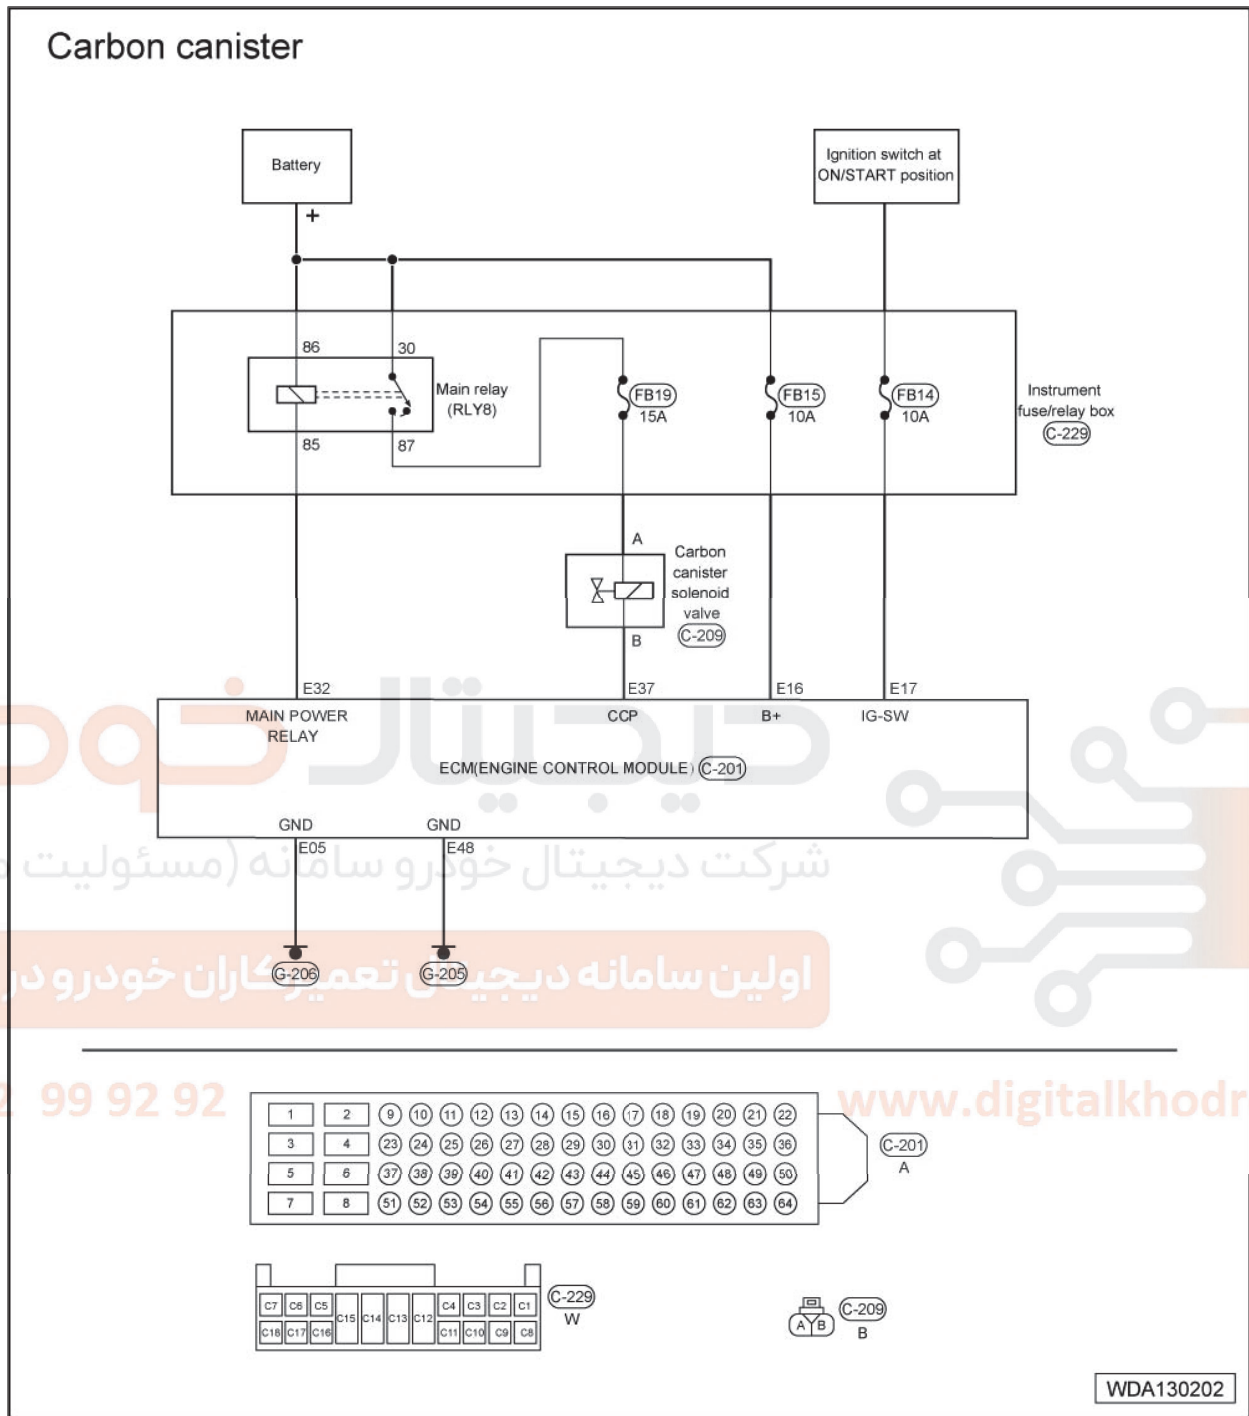 Carbon canister
Battery
+
Ignition switch at
ON/START position
86
30
Main relay
(RLY8)
85
87
FB19
15A
FB15
10A
FB14
10A
Instrument
fuse/relay box
C-229
A
Carbon
canister
solenoid
valve
C-209
B
E32
E37
E16
E17
MAIN POWER
RELAY
CCP
B+
IG-SW
ECM(ENGINE CONTROL MODULE) C-201
GND
GND
E05
E48
G-206
G-205
دیجیتال خود
شرکت دیجیتال خودرو سامانه (مسئولیت
اولین سامانه دیجیتال تعمیرکاران خودرو در
99 92 92
www.digitalkhodr
1 2 9 10 11 12 13 14 15 16 17 18 19 20 21 22
3 4 23 24 25 26 27 28 29 30 31 32 33 34 35 36
5 6 37 38 39 40 41 42 43 44 45 46 47 48 49 50
7 8 51 52 53 54 55 56 57 58 59 60 61 62 63 64
C-201
A
C7 C6 C5 C4 C3 C2 C1
C15 C14 C13 C12
C18 C17 C16 C11 C10 C9 C8
C-229
W
A B
C-209
B
WDA130202